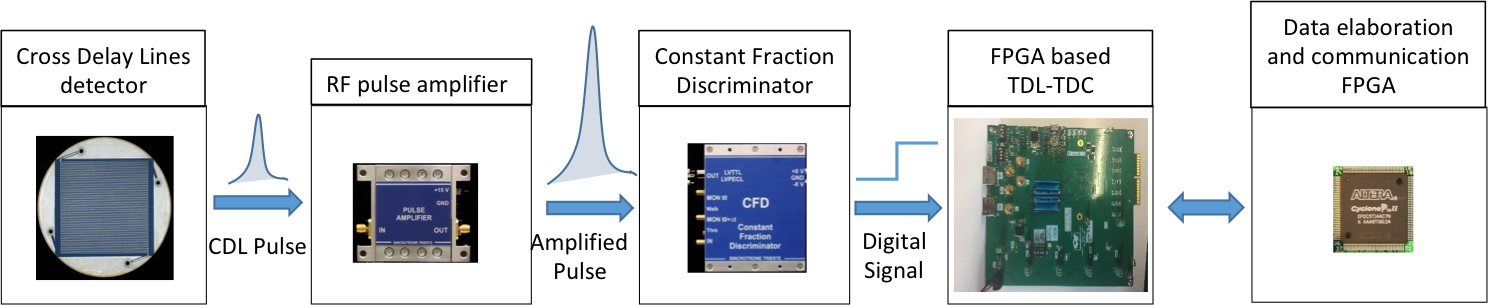 Cross Delay Lines
detector
CDL Pulse
RF pulse amplifier
+15 V
GND
PULSE
AMPLIFIER
IN
OUT
SINCROTRONE TRIESTE
Amplified
Pulse
Constant Fraction
Discriminator
OUT
LVTTL
LVPECL
+8 V
GND
-8 V
MON ID
Walk
CFD
Thrs
IN
Constant
Fraction
Discriminator
SINCROTRONE TRIESTE
Digital
Signal
FPGA based
TDL-TDC
Data elaboration
and communication
FPGA
ALTERA
Cyclone II